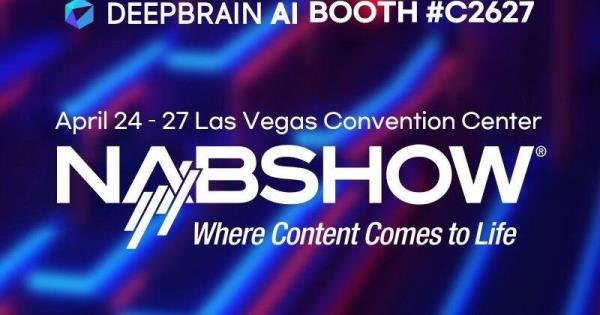 DEEPBRAIN AI BOOTH #C2627
April 24 - 27 Las Vegas Convention Center
NABSHOW®
Where Content Comes to Life